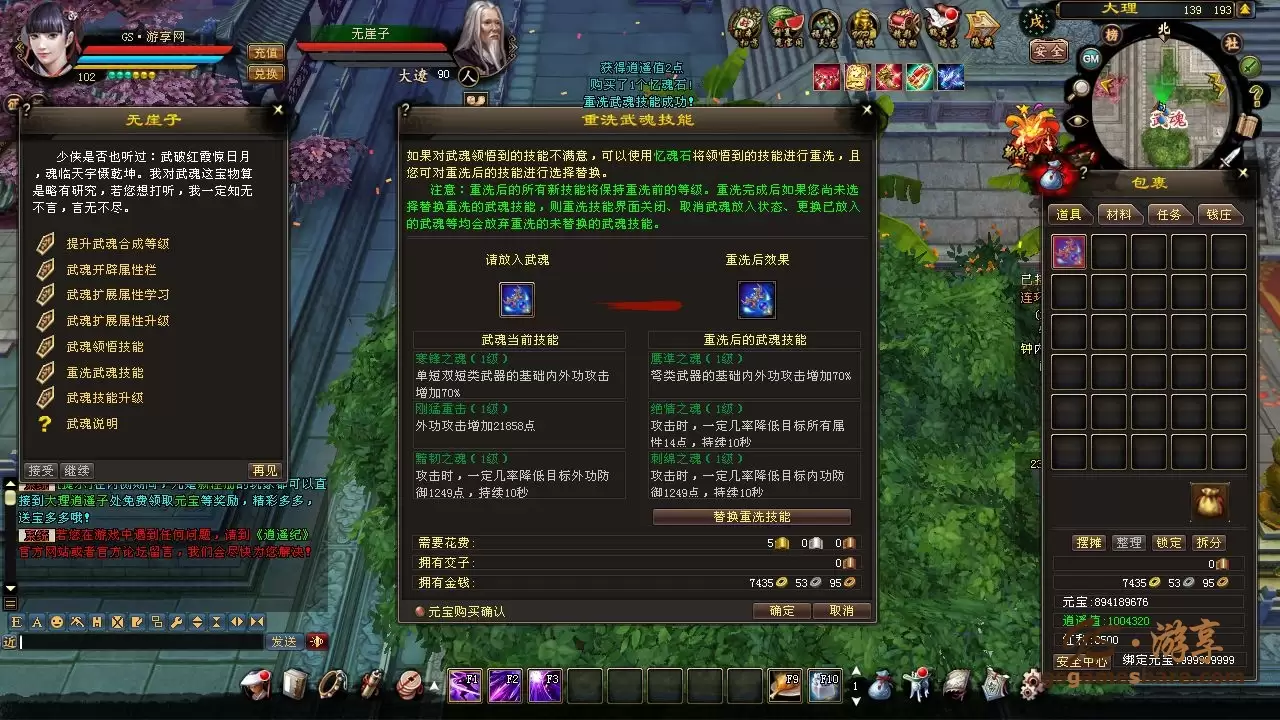 GS·游享网
102
充值
兑换
无崖子
大遼 90
人
获得逍遥值2点
购买了1个忆魂石!
重洗武魂技能成功!
戌
安全
大理 139 193
榜
北
社
GM
武魂
无崖子
少侠是否也听过：武破红霞惊日月
，魂临天宇撼乾坤。我对武魂这宝物算
是略有研究，若您想打听，我一定知无
不言，言无不尽。
提升武魂合成等级
武魂开辟属性栏
武魂扩展属性学习
武魂扩展属性升级
武魂领悟技能
重洗武魂技能
武魂技能升级
武魂说明
接受 继续 再见
接到大理逍遥子处免费领取元宝等奖励，精彩多多，
送宝多多哦!
若您在游戏中遇到任何问题，请到《逍遥纪》
官方网站或者官方论坛留言，我们会尽快为您解决!
近
发送
重洗武魂技能
如果对武魂领悟到的技能不满意，可以使用忆魂石将领悟到的技能进行重洗，且
您可对重洗后的技能进行选择替换。
注意：重洗后的所有新技能将保持重洗前的等级。重洗完成后如果您尚未选
择替换重洗的武魂技能，则重洗技能界面关闭、取消武魂放入状态、更换已放入
的武魂等均会放弃重洗的未替换的武魂技能。
请放入武魂 重洗后效果
武魂当前技能
寒锋之魂（1级）
单短双短类武器的基础内外功攻击
增加70%
刚猛重击（1级）
外功攻击增加21858点
黯韧之魂（1级）
攻击时，一定几率降低目标外功防
御1249点，持续10秒
重洗后的武魂技能
鹰隼之魂（1级）
弩类武器的基础内外功攻击增加70%
绝情之魂（1级）
攻击时，一定几率降低目标所有属
性14点，持续10秒
刺绵之魂（1级）
攻击时，一定几率降低目标内功防
御1249点，持续10秒
替换重洗技能
需要花费: 5 0 0
拥有交子: 0
拥有金钱: 7435 53 95
元宝购买确认 确定 取消
包裹
道具 材料 任务 钱庄
摆摊 整理 锁定 拆分
0
7435 53 95
元宝:894189676
逍遥值:1004320
安全中心
·游享
F1 F2 F3 F9 F10 1